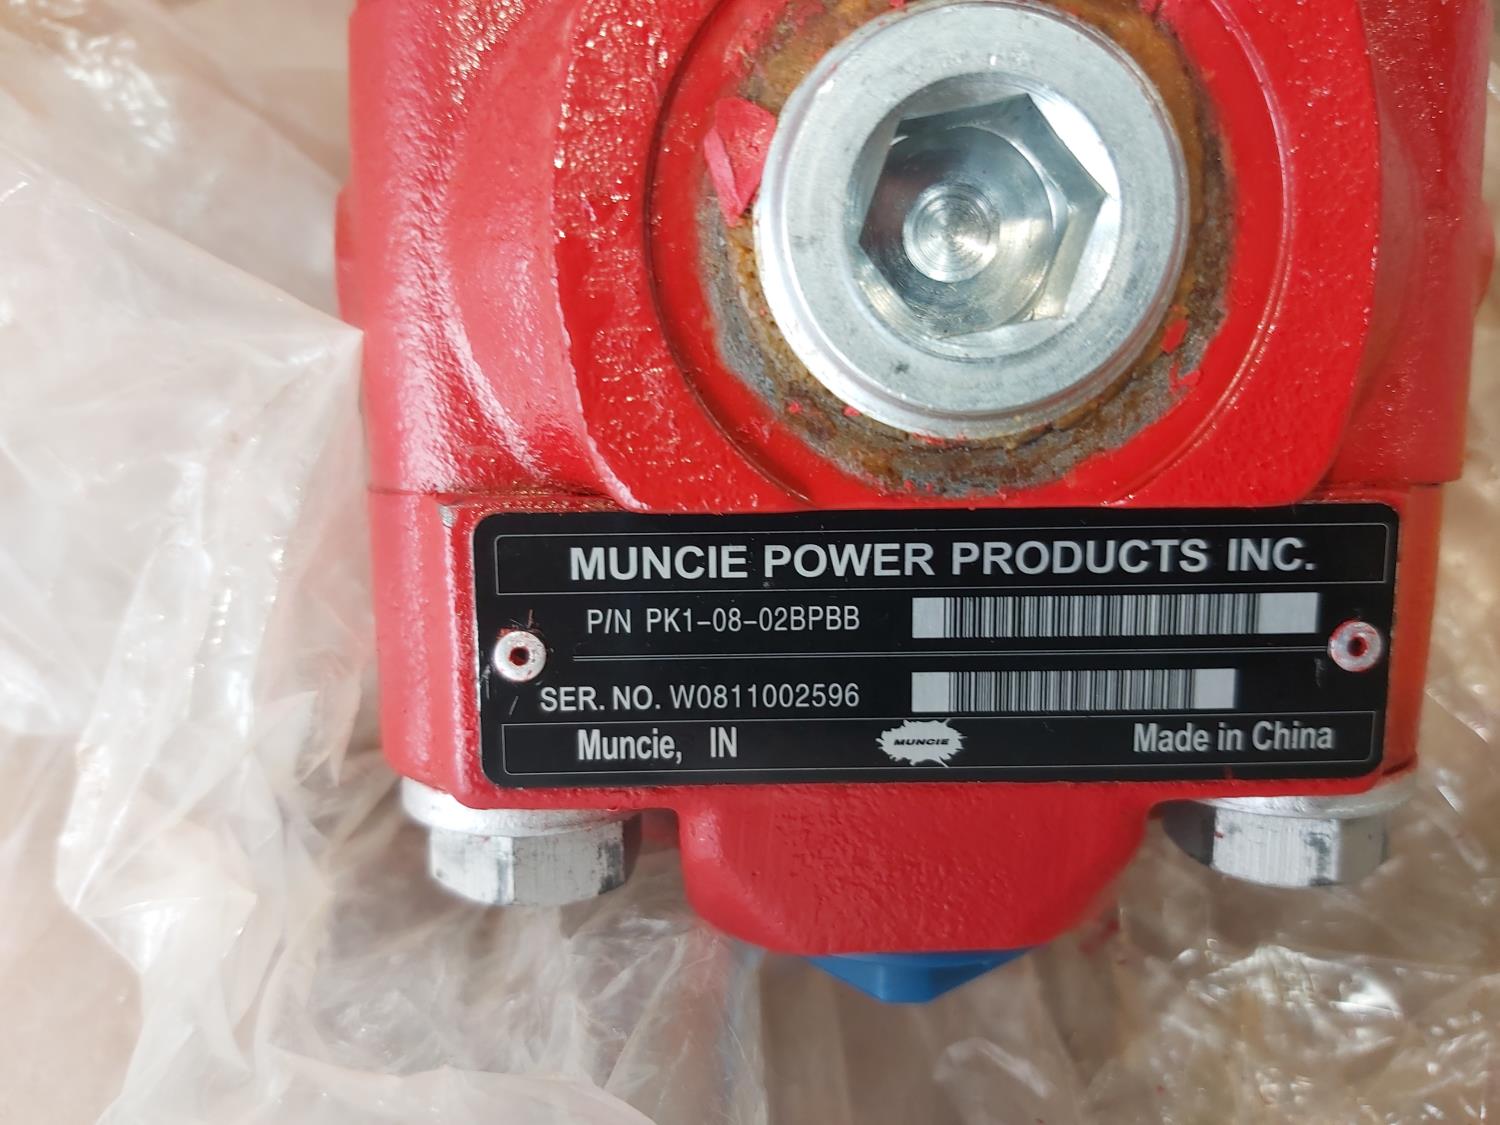 MUNCIE POWER PRODUCTS INC.
P/N PK1-08-02BPBB
SER. NO. W0811002596
Muncie, IN
MUNCIE
Made in China